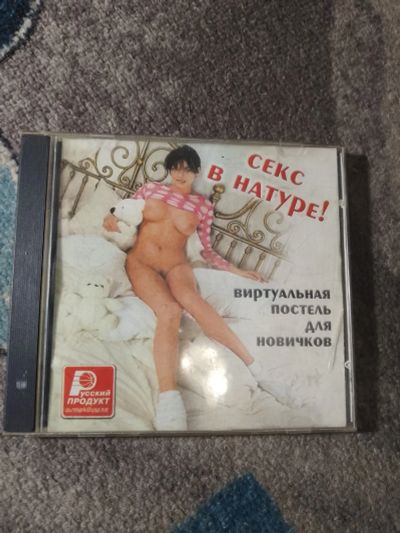 СЕКС
В НАТУРЕ!
ВИРТУАЛЬНАЯ
ПОСТЕЛЬ
ДЛЯ
НОВИЧКОВ
Русский
ПРОДУКТ